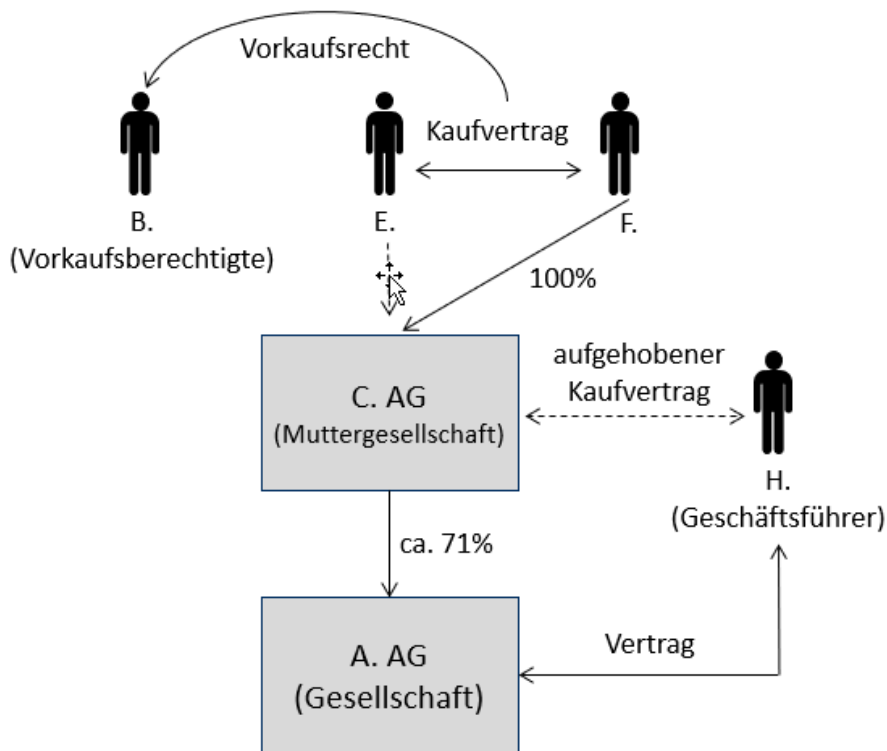 Vorkaufsrecht
Kaufvertrag
B.
(Vorkaufsberechtigte)
E.
F.
100%
C. AG
(Muttergesellschaft)
aufgehobener
Kaufvertrag
H.
(Geschäftsführer)
ca. 71%
A. AG
(Gesellschaft)
Vertrag